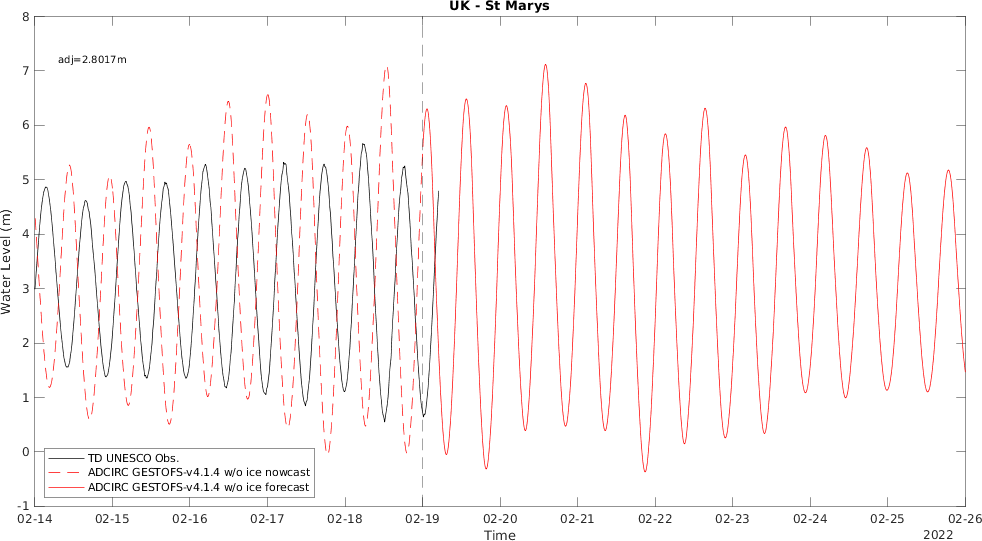 UK - St Marys
8
7
6
5
4
3
2
1
0
-1
Water Level (m)
adj=2.8017m
TD UNESCO Obs.
ADCIRC GESTOFS-v4.1.4 w/o ice nowcast
ADCIRC GESTOFS-v4.1.4 w/o ice forecast
02-14 02-15 02-16 02-17 02-18 02-19 02-20 02-21 02-22 02-23 02-24 02-25 02-26
Time
2022